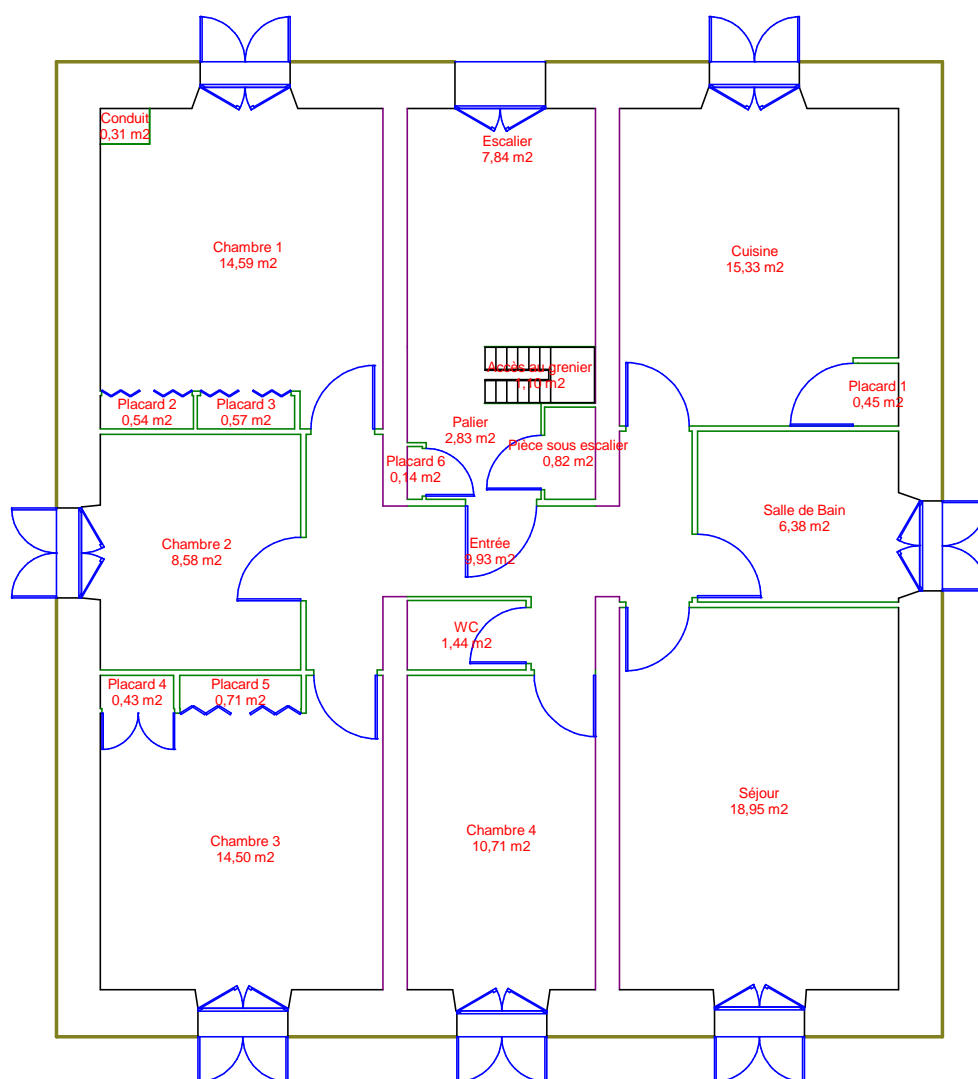 Conduit
0,31 m2
Escalier
7,84 m2
Chambre 1
14,59 m2
Cuisine
15,33 m2
Accès au grenier
1,10 m2
Placard 1
0,45 m2
Placard 2
0,54 m2
Placard 3
0,57 m2
Palier
2,83 m2
Pièce sous escalier
0,82 m2
Placard 6
0,14 m2
Salle de Bain
6,38 m2
Chambre 2
8,58 m2
Entrée
9,93 m2
WC
1,44 m2
Placard 4
0,43 m2
Placard 5
0,71 m2
Séjour
18,95 m2
Chambre 3
14,50 m2
Chambre 4
10,71 m2